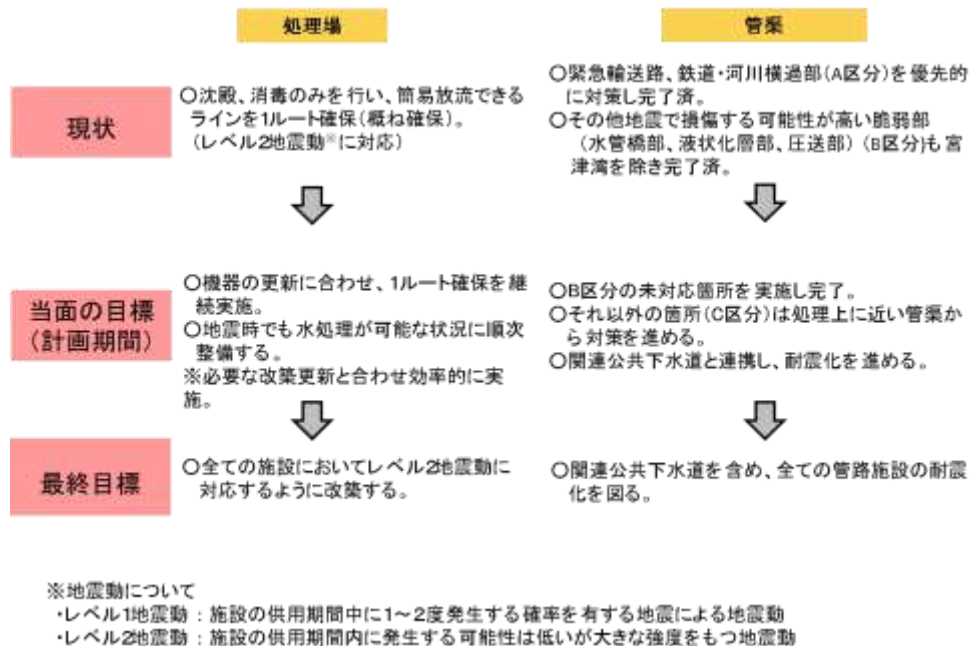 処理場
管渠
現状
○沈殿、消毒のみを行い、簡易放流できる
ラインを1ルート確保(概ね確保)。
(レベル2地震動※に対応)
○緊急輸送路、鉄道・河川横過部(A区分)を優先的
に対策し完了済。
○その他地震で損傷する可能性が高い脆弱部
(水管橋部、液状化層部、圧送部)(B区分)も宮
津湾を除き完了済。
当面の目標
(計画期間)
○機器の更新に合わせ、1ルート確保を継
続実施。
○地震時でも水処理が可能な状況に順次
整備する。
※必要な改築更新と合わせ効率的に実
施。
○B区分の未対応箇所を実施し完了。
○それ以外の箇所(C区分)は処理上に近い管渠か
ら対策を進める。
○関連公共下水道と連携し、耐震化を進める。
最終目標
○全ての施設においてレベル2地震動に
対応するように改築する。
○関連公共下水道を含め、全ての管路施設の耐震
化を図る。
※地震動について
・レベル1地震動:施設の供用期間中に1~2度発生する確率を有する地震による地震動
・レベル2地震動:施設の供用期間内に発生する可能性は低いが大きな強度をもつ地震動